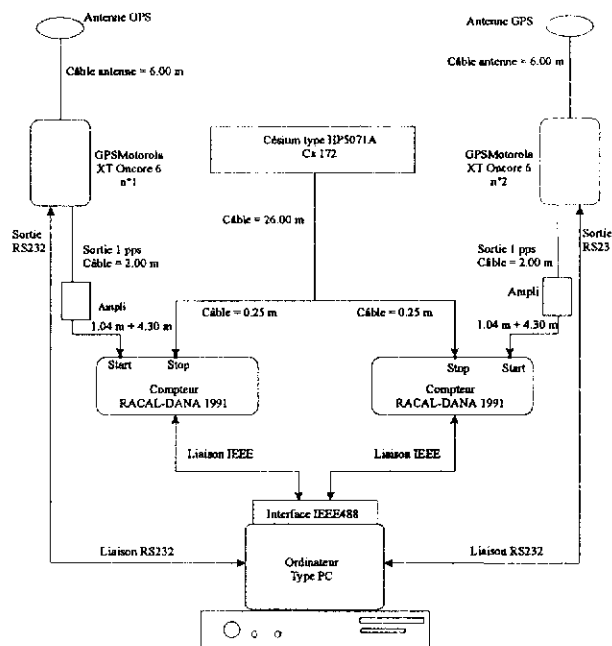 Antenne GPS
Antenne GPS
Câble antenne = 6.00 m
Câble antenne = 6.00 m
Césium type HP5071A
Cs 172
GPSMotorola
XT Oncore 6
n°1
GPSMotorola
XT Oncore 6
n°2
Câble = 26.00 m
Sortie
RS232
Sortie
RS23
Sortie 1 pps
Câble = 2.00 m
Sortie 1 pps
Câble = 2.00 m
Ampli
Ampli
1.04 m + 4.30 m
Câble = 0.25 m
Câble = 0.25 m
1.04 m + 4.30 m
Start
Stop
Stop
Start
Compteur
RACAL-DANA 1991
Compteur
RACAL-DANA 1991
Liaison IEEE
Liaison IEEE
Interface IEEE488
Liaison RS232
Ordinateur
Type PC
Liaison RS232